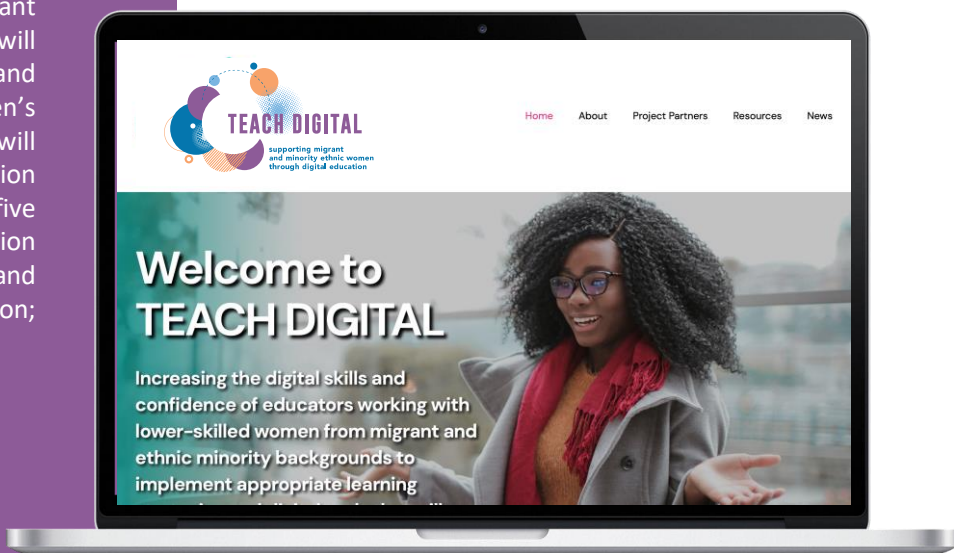 ant
will
and
en's
will
ion
five
ion
and
on;
TEACH DIGITAL
supporting migrant
and minority ethnic women
through digital education
Home About Project Partners Resources News
Welcome to
TEACH DIGITAL
Increasing the digital skills and
confidence of educators working with
lower-skilled women from migrant and
ethnic minority backgrounds to
implement appropriate learning